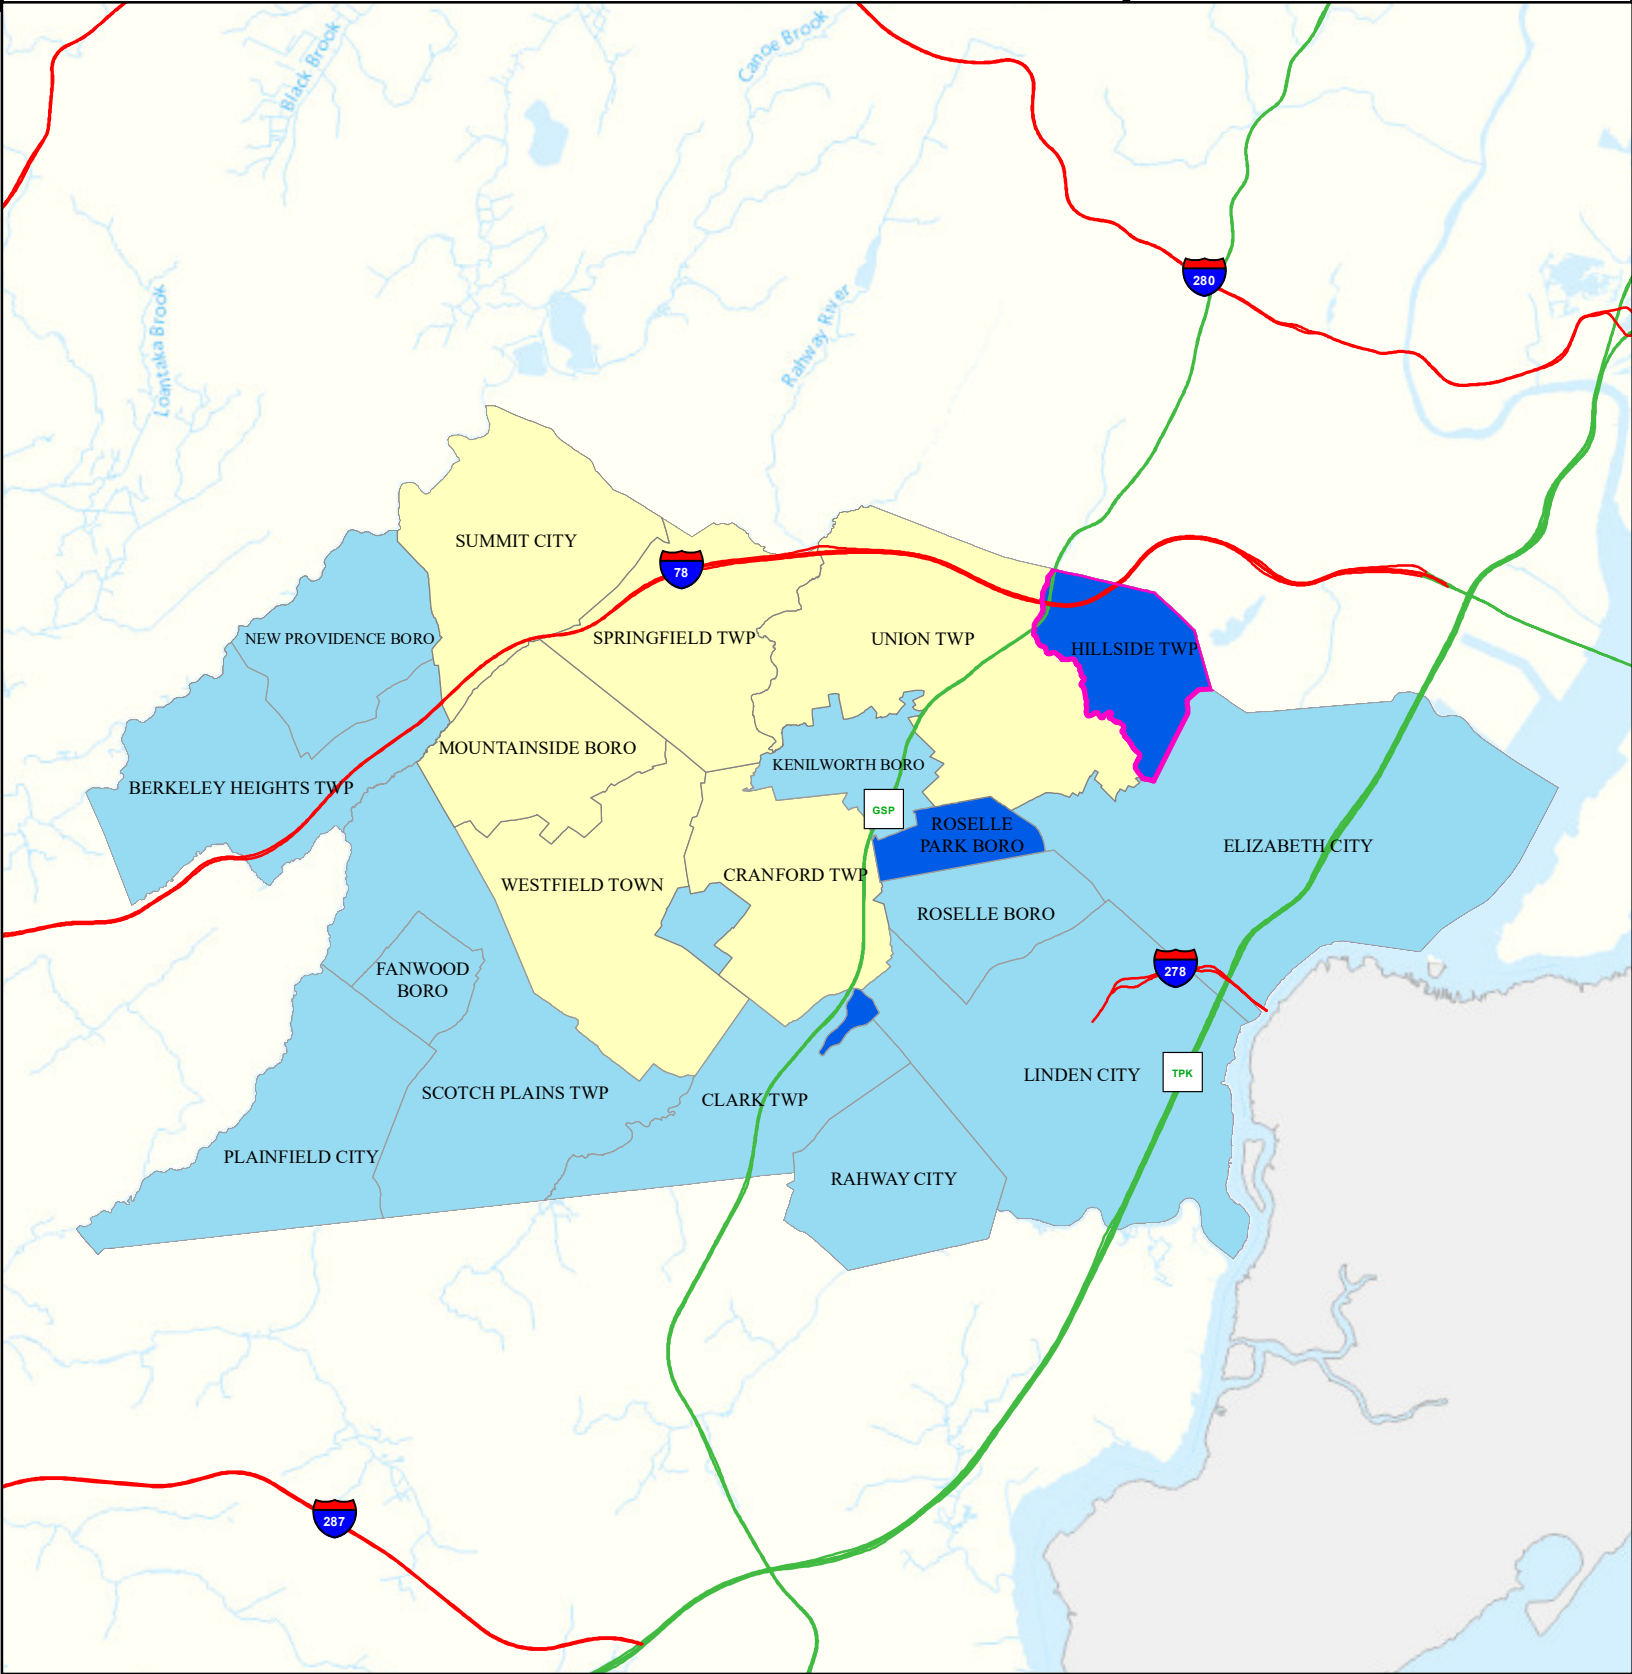 Black Brook
Canoe Brook
280
Loantaka Brook
Rahway River
SUMMIT CITY
78
NEW PROVIDENCE BORO
SPRINGFIELD TWP
UNION TWP
HILLSIDE TWP
MOUNTAINSIDE BORO
KENILWORTH BORO
BERKELEY HEIGHTS TWP
GSP
ROSELLE
PARK BORO
ELIZABETH CITY
CRANFORD TWP
WESTFIELD TOWN
ROSELLE BORO
FANWOOD
BORO
278
LINDEN CITY
TPK
SCOTCH PLAINS TWP
CLARK TWP
PLAINFIELD CITY
RAHWAY CITY
287